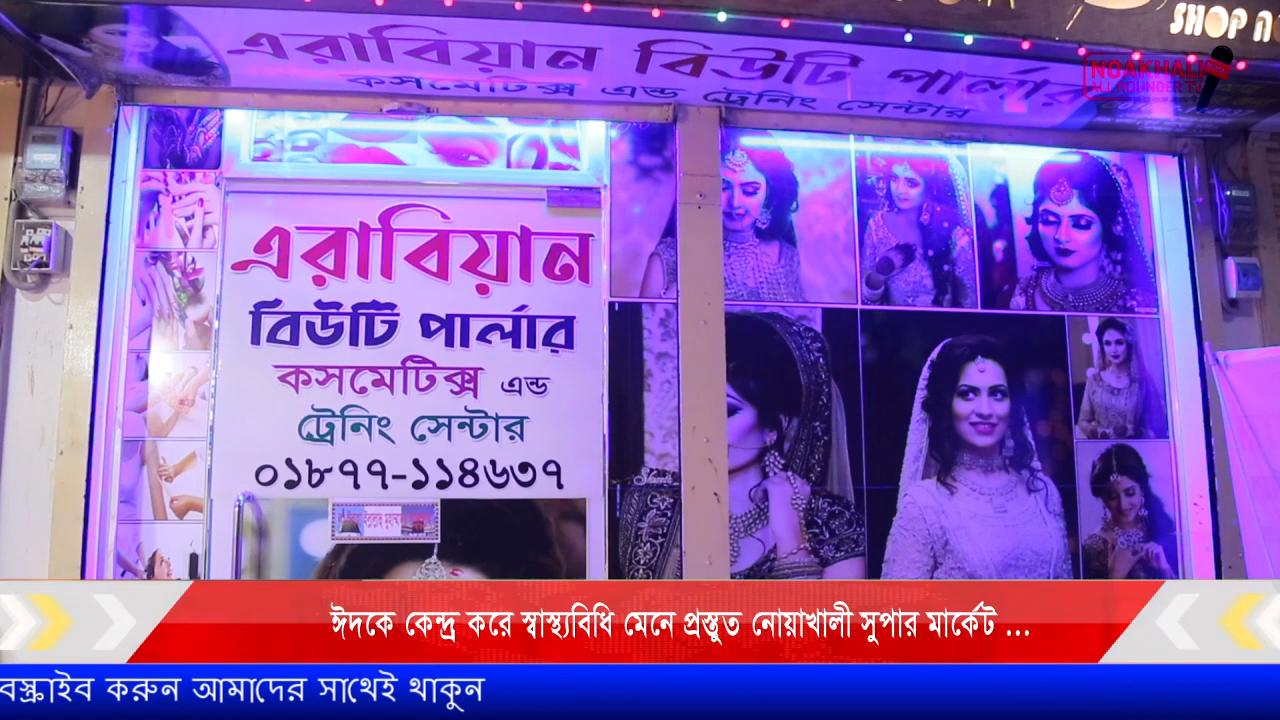 SHOP N
এরাবিয়ান বিউটি পার্লার
কসমেটিক্স এন্ড ট্রেনিং সেন্টার
NOAKHALI
ALL ROUNDER TV
এরাবিয়ান
বিউটি পার্লার
কসমেটিক্স এন্ড
ট্রেনিং সেন্টার
০১৮৭৭-১১৪৬৩৭
ঈদকে কেন্দ্র করে স্বাস্থ্যবিধি মেনে প্রস্তুত নোয়াখালী সুপার মার্কেট ...
বস্ক্রাইব করুন আমাদের সাথেই থাকুন